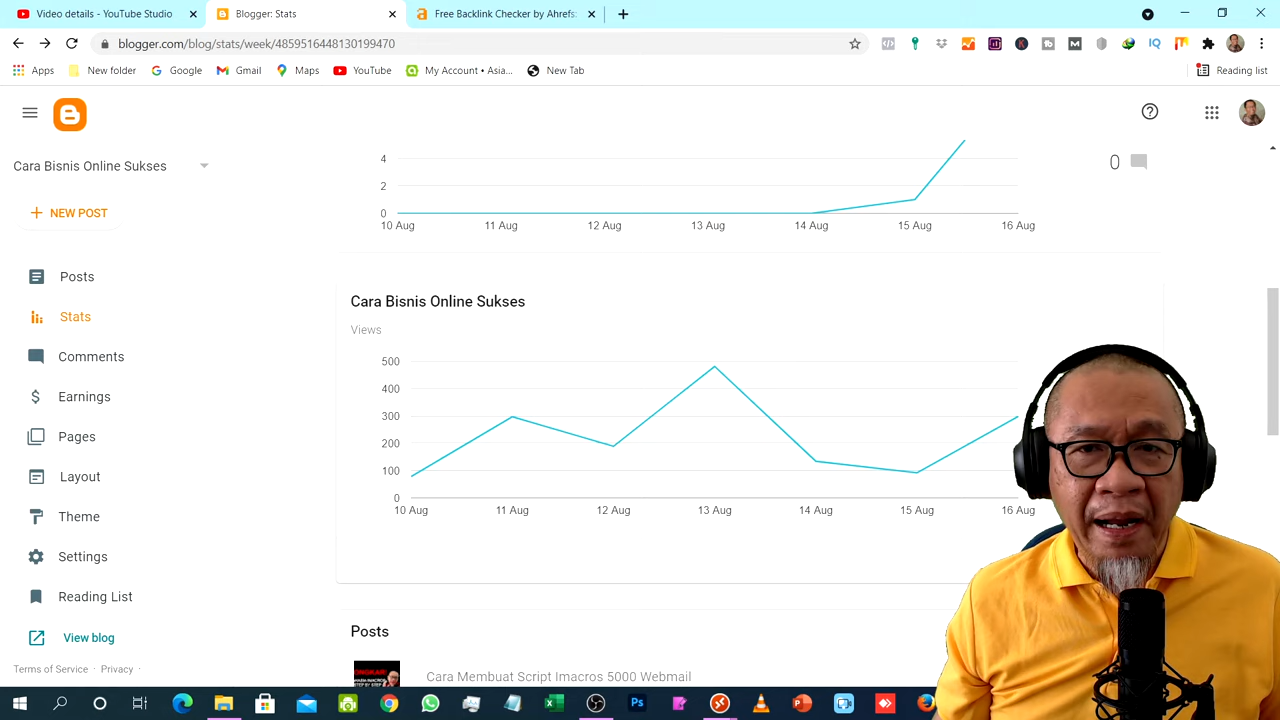 Video details - YouTube Studio
Blogger: Stats
Free Backlink Checker by Ahrefs:
blogger.com/blog/stats/week/4859516448130199470
Apps
New folder
Google
Gmail
Maps
YouTube
My Account • Asia...
New Tab
Reading list
Cara Bisnis Online Sukses
NEW POST
Posts
Stats
Comments
Earnings
Pages
Layout
Theme
Settings
Reading List
View blog
Terms of Service · Privacy ·
0
4
2
0
10 Aug 11 Aug 12 Aug 13 Aug 14 Aug 15 Aug 16 Aug
Cara Bisnis Online Sukses
Views
500
400
300
200
100
0
10 Aug 11 Aug 12 Aug 13 Aug 14 Aug 15 Aug 16 Aug
Posts
Cara Membuat Script Imacros 5000 Webmail